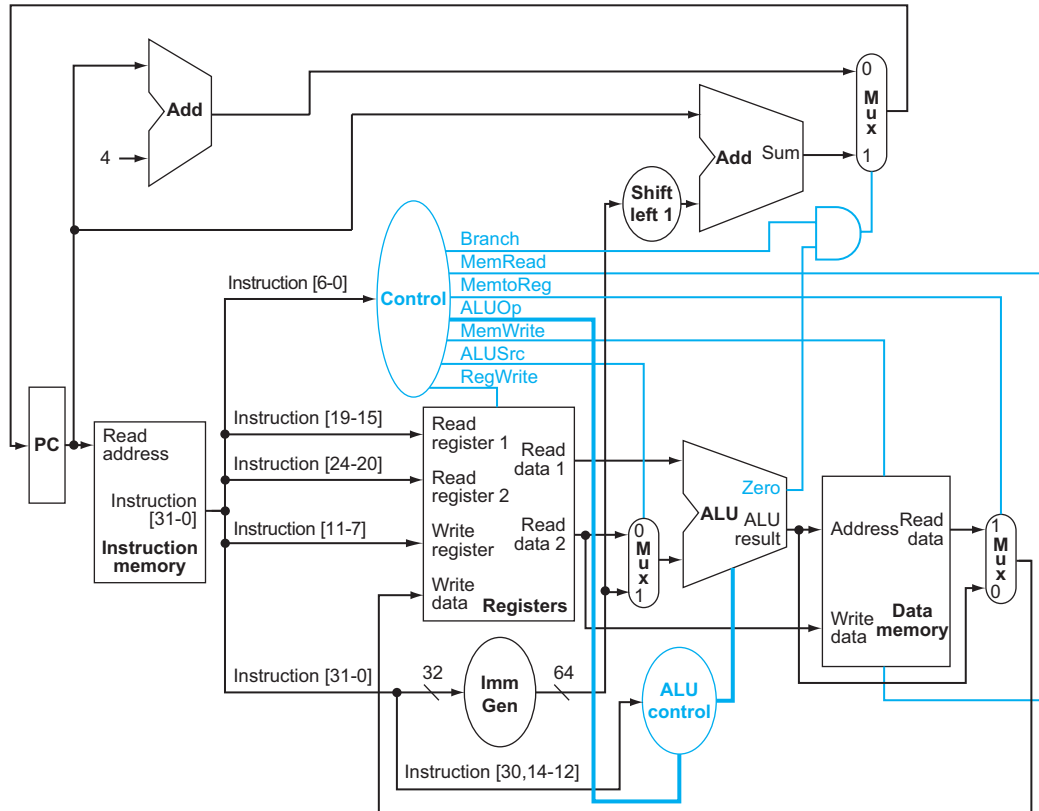 Add
4
Add Sum
Shift
left 1
0
Mux
1
Branch
MemRead
MemtoReg
ALUOp
MemWrite
ALUSrc
RegWrite
Control
Instruction [6-0]
PC
Read
address
Instruction
[31-0]
Instruction
memory
Instruction [19-15]
Instruction [24-20]
Instruction [11-7]
Instruction [31-0]
Read
register 1
Read
register 2
Write
register
Write
data
Read
data 1
Read
data 2
Registers
0
Mux
1
Zero
ALU
ALU
result
Address
Read
data
Write
data
Data
memory
1
Mux
0
32
Imm
Gen
64
ALU
control
Instruction [30,14-12]